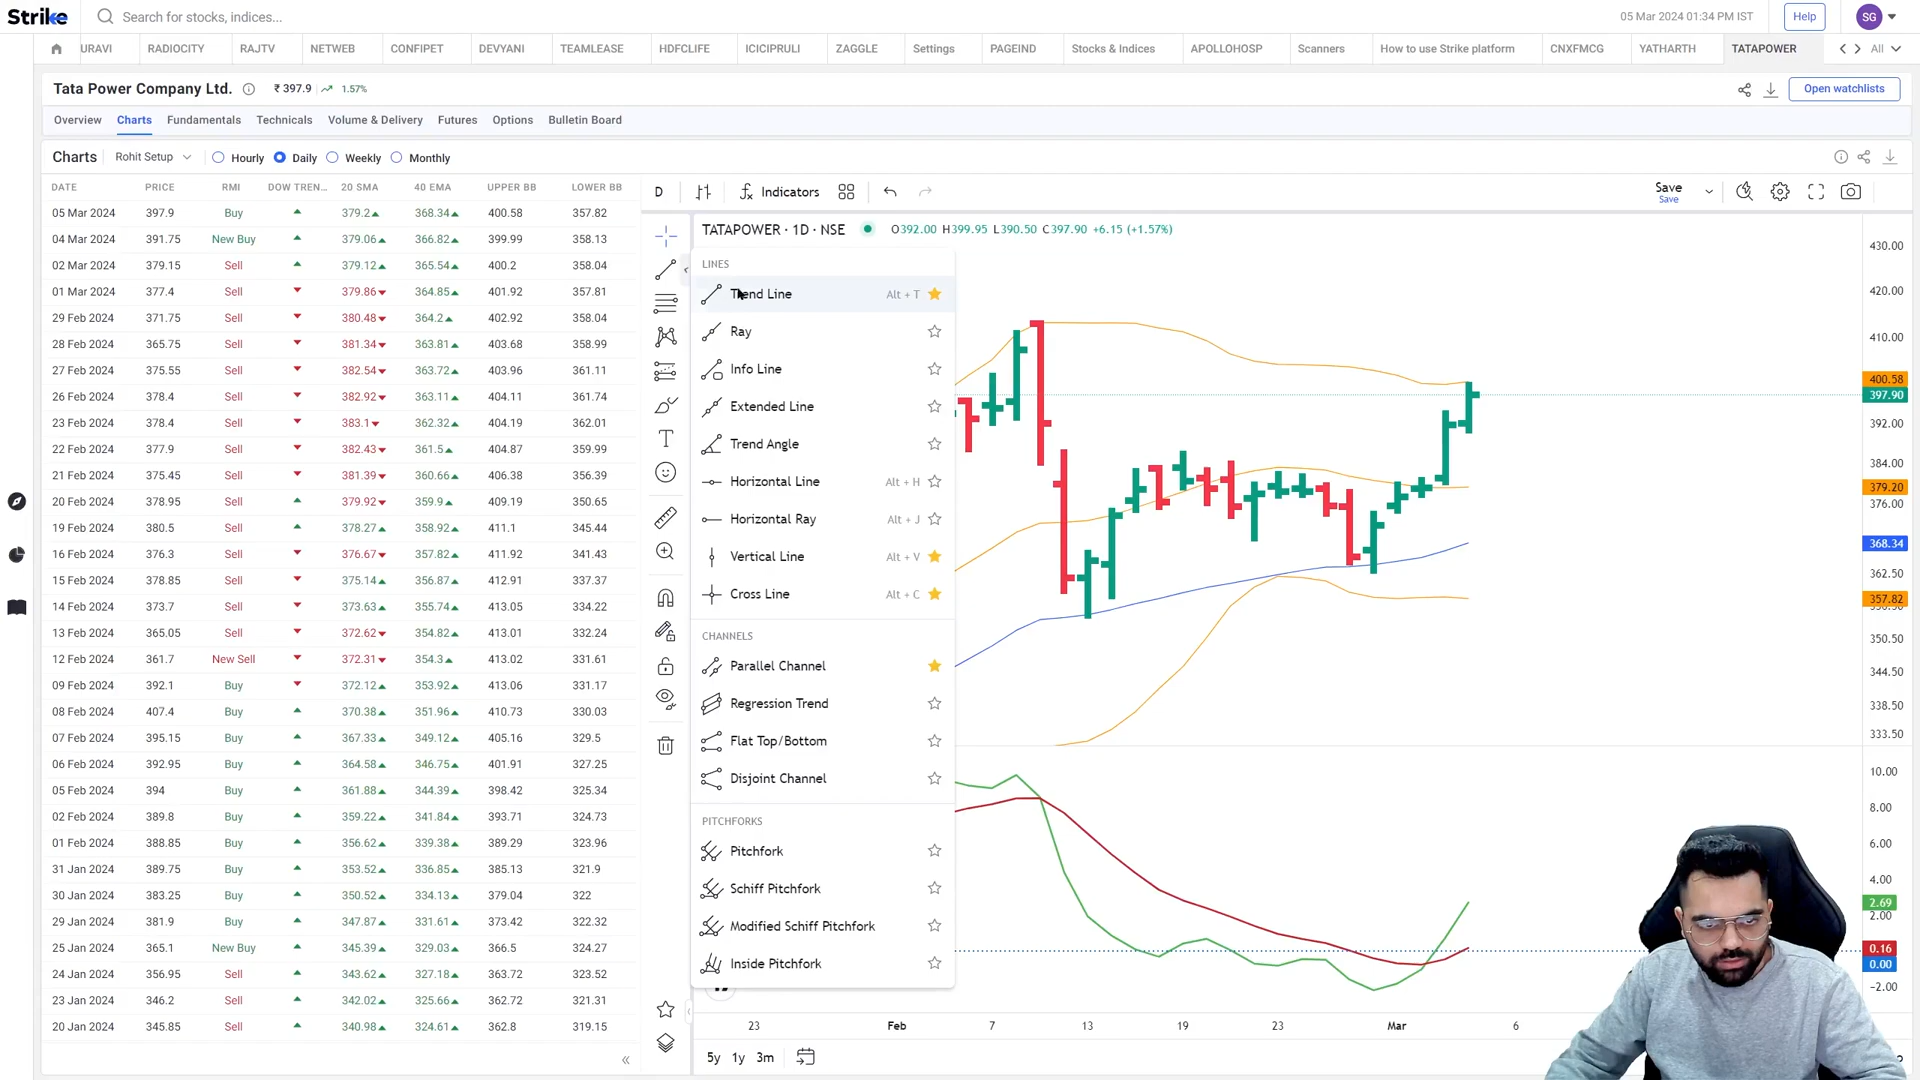 Strike Search for stocks, indices... 05 Mar 2024 01:34 PM IST Help SG
URAVI RADIOCITY RAJTV NETWEB CONFIPET DEVYANI TEAMLEASE HDFCLIFE ICICIPRULI ZAGGLE Settings PAGEIND Stocks & Indices APOLLOHOSP Scanners How to use Strike platform CNXFMCG YATHARTH TATAPOWER All
Tata Power Company Ltd. ₹ 397.9 1.57% Open watchlists
Overview Charts Fundamentals Technicals Volume & Delivery Futures Options Bulletin Board
Charts Rohit Setup Hourly Daily Weekly Monthly
DATE PRICE RMI DOW TREN... 20 SMA 40 EMA UPPER BB LOWER BB
05 Mar 2024 397.9 Buy 379.2 368.34 400.58 357.82
04 Mar 2024 391.75 New Buy 379.06 366.82 399.99 358.13
02 Mar 2024 379.15 Sell 379.12 365.54 400.2 358.04
01 Mar 2024 377.4 Sell 379.86 364.85 401.92 357.81
29 Feb 2024 371.75 Sell 380.48 364.2 402.92 358.04
28 Feb 2024 365.75 Sell 381.34 363.81 403.68 358.99
27 Feb 2024 375.55 Sell 382.54 363.72 403.96 361.11
26 Feb 2024 378.4 Sell 382.92 363.11 404.11 361.74
23 Feb 2024 378.4 Sell 383.1 362.32 404.19 362.01
22 Feb 2024 377.9 Sell 382.43 361.5 404.87 359.99
21 Feb 2024 375.45 Sell 381.39 360.66 406.38 356.39
20 Feb 2024 378.95 Sell 379.92 359.9 409.19 350.65
19 Feb 2024 380.5 Sell 378.27 358.92 411.1 345.44
16 Feb 2024 376.3 Sell 376.67 357.82 411.92 341.43
15 Feb 2024 378.85 Sell 375.14 356.87 412.91 337.37
14 Feb 2024 373.7 Sell 373.63 355.74 413.05 334.22
13 Feb 2024 365.05 Sell 372.62 354.82 413.01 332.24
12 Feb 2024 361.7 New Sell 372.31 354.3 413.02 331.61
09 Feb 2024 392.1 Buy 372.12 353.92 413.06 331.17
08 Feb 2024 407.4 Buy 370.38 351.96 410.73 330.03
07 Feb 2024 395.15 Buy 367.33 349.12 405.16 329.5
06 Feb 2024 392.95 Buy 364.58 346.75 401.91 327.25
05 Feb 2024 394 Buy 361.88 344.39 398.42 325.34
02 Feb 2024 389.8 Buy 359.22 341.84 393.71 324.73
01 Feb 2024 388.85 Buy 356.62 339.38 389.29 323.96
31 Jan 2024 389.75 Buy 353.52 336.85 385.13 321.9
30 Jan 2024 383.25 Buy 350.52 334.13 379.04 322
29 Jan 2024 381.9 Buy 347.87 331.61 373.42 322.32
25 Jan 2024 365.1 New Buy 345.39 329.03 366.5 324.27
24 Jan 2024 356.95 Sell 343.62 327.18 363.72 323.52
23 Jan 2024 346.2 Sell 342.02 325.66 362.72 321.31
20 Jan 2024 345.85 Sell 340.98 324.61 362.8 319.15
D Indicators Save
Save
TATAPOWER · 1D · NSE O392.00 H399.95 L390.50 C397.90 +6.15 (+1.57%)
LINES
Trend Line Alt + T
Ray
Info Line
Extended Line
Trend Angle
Horizontal Line Alt + H
Horizontal Ray Alt + J
Vertical Line Alt + V
Cross Line Alt + C
CHANNELS
Parallel Channel
Regression Trend
Flat Top/Bottom
Disjoint Channel
PITCHFORKS
Pitchfork
Schiff Pitchfork
Modified Schiff Pitchfork
Inside Pitchfork
430.00
420.00
410.00
400.58
397.90
392.00
384.00
379.20
376.00
368.34
362.50
357.82
350.50
344.50
338.50
333.50
10.00
8.00
6.00
4.00
2.69
2.00
0.16
0.00
−2.00
23 Feb 7 13 19 23 Mar 6
5y 1y 3m